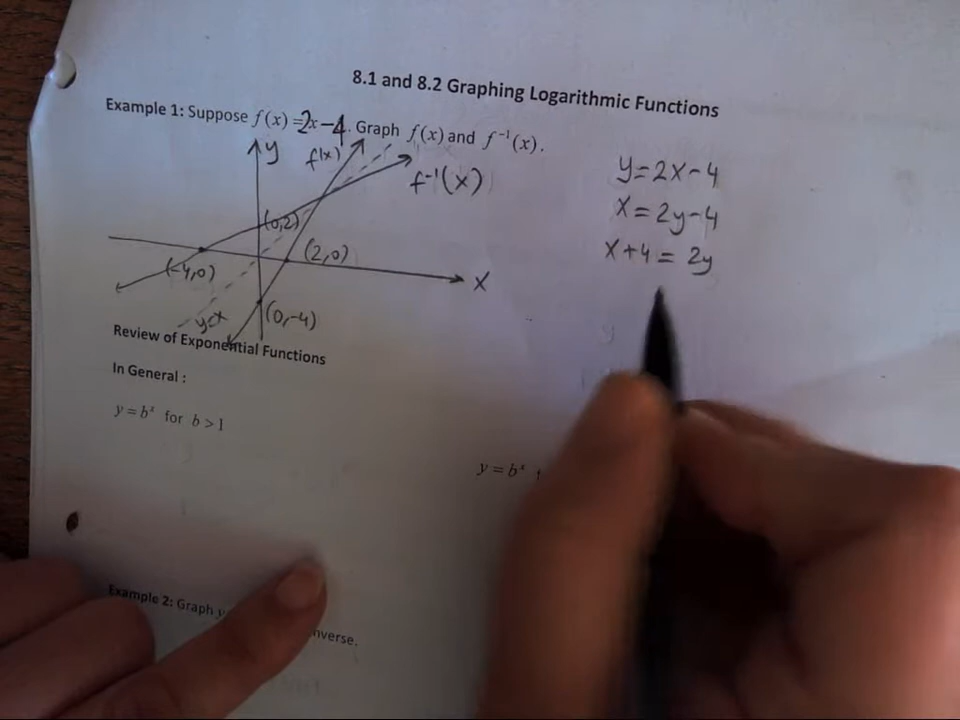 8.1 and 8.2 Graphing Logarithmic Functions
Example 1: Suppose f(x)=2x-4. Graph f(x) and f⁻¹(x).
y
f(x)
f⁻¹(x)
(0,2)
(2,0)
(-4,0)
x
y=x
(0,-4)
y=2x-4
x=2y-4
x+4=2y
Review of Exponential Functions
In General :
y = bˣ for b > 1
y = bˣ
Example 2: Graph